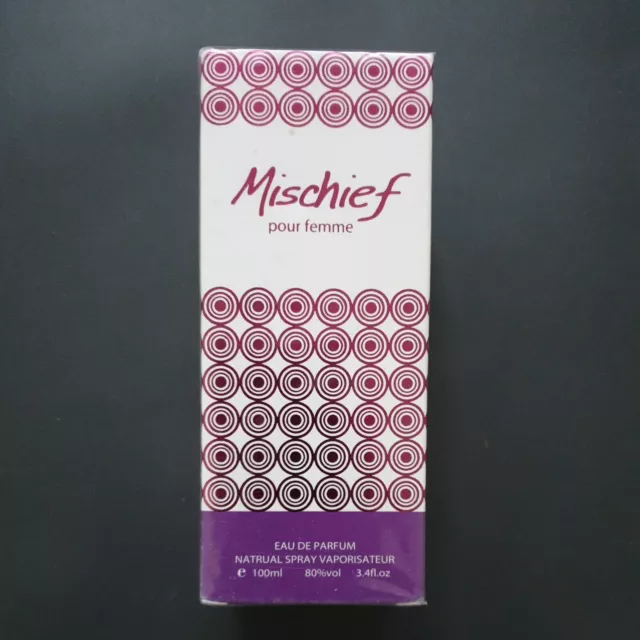 Mischief
pour femme
EAU DE PARFUM
NATRUAL SPRAY VAPORISATEUR
e 100ml 80%vol 3.4fl.oz